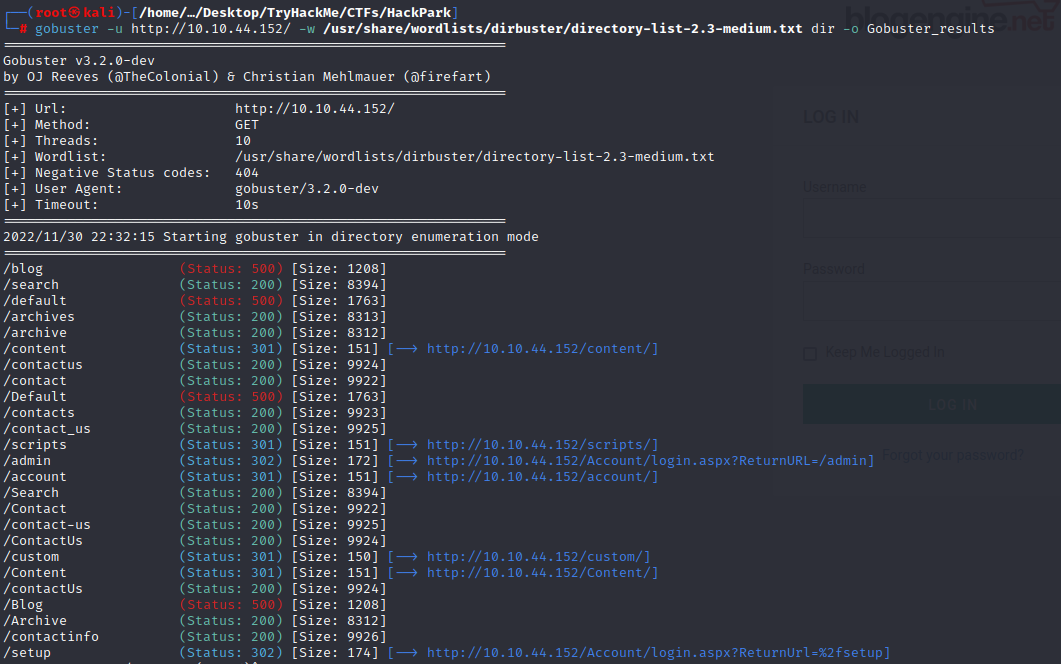 ┌──(root㉿kali)-[/home/…/Desktop/TryHackMe/CTFs/HackPark]
└─# gobuster -u http://10.10.44.152/ -w /usr/share/wordlists/dirbuster/directory-list-2.3-medium.txt dir -o Gobuster_results
===============================================================
Gobuster v3.2.0-dev
by OJ Reeves (@TheColonial) & Christian Mehlmauer (@firefart)
===============================================================
[+] Url:                     http://10.10.44.152/
[+] Method:                  GET
[+] Threads:                 10
[+] Wordlist:                /usr/share/wordlists/dirbuster/directory-list-2.3-medium.txt
[+] Negative Status codes:   404
[+] User Agent:              gobuster/3.2.0-dev
[+] Timeout:                 10s
===============================================================
2022/11/30 22:32:15 Starting gobuster in directory enumeration mode
===============================================================
/blog                 (Status: 500) [Size: 1208]
/search               (Status: 200) [Size: 8394]
/default              (Status: 500) [Size: 1763]
/archives             (Status: 200) [Size: 8313]
/archive              (Status: 200) [Size: 8312]
/content              (Status: 301) [Size: 151] [--> http://10.10.44.152/content/]
/contactus            (Status: 200) [Size: 9924]
/contact              (Status: 200) [Size: 9922]
/Default              (Status: 500) [Size: 1763]
/contacts             (Status: 200) [Size: 9923]
/contact_us           (Status: 200) [Size: 9925]
/scripts              (Status: 301) [Size: 151] [--> http://10.10.44.152/scripts/]
/admin                (Status: 302) [Size: 172] [--> http://10.10.44.152/Account/login.aspx?ReturnURL=/admin]
/account              (Status: 301) [Size: 151] [--> http://10.10.44.152/account/]
/Search               (Status: 200) [Size: 8394]
/Contact              (Status: 200) [Size: 9922]
/contact-us           (Status: 200) [Size: 9925]
/ContactUs            (Status: 200) [Size: 9924]
/custom               (Status: 301) [Size: 150] [--> http://10.10.44.152/custom/]
/Content              (Status: 301) [Size: 151] [--> http://10.10.44.152/Content/]
/contactUs            (Status: 200) [Size: 9924]
/Blog                 (Status: 500) [Size: 1208]
/Archive              (Status: 200) [Size: 8312]
/contactinfo          (Status: 200) [Size: 9926]
/setup                (Status: 302) [Size: 174] [--> http://10.10.44.152/Account/login.aspx?ReturnUrl=%2fsetup]
blogengine.net
LOG IN
Username
Password
Keep Me Logged In
LOG IN
Forgot your password?